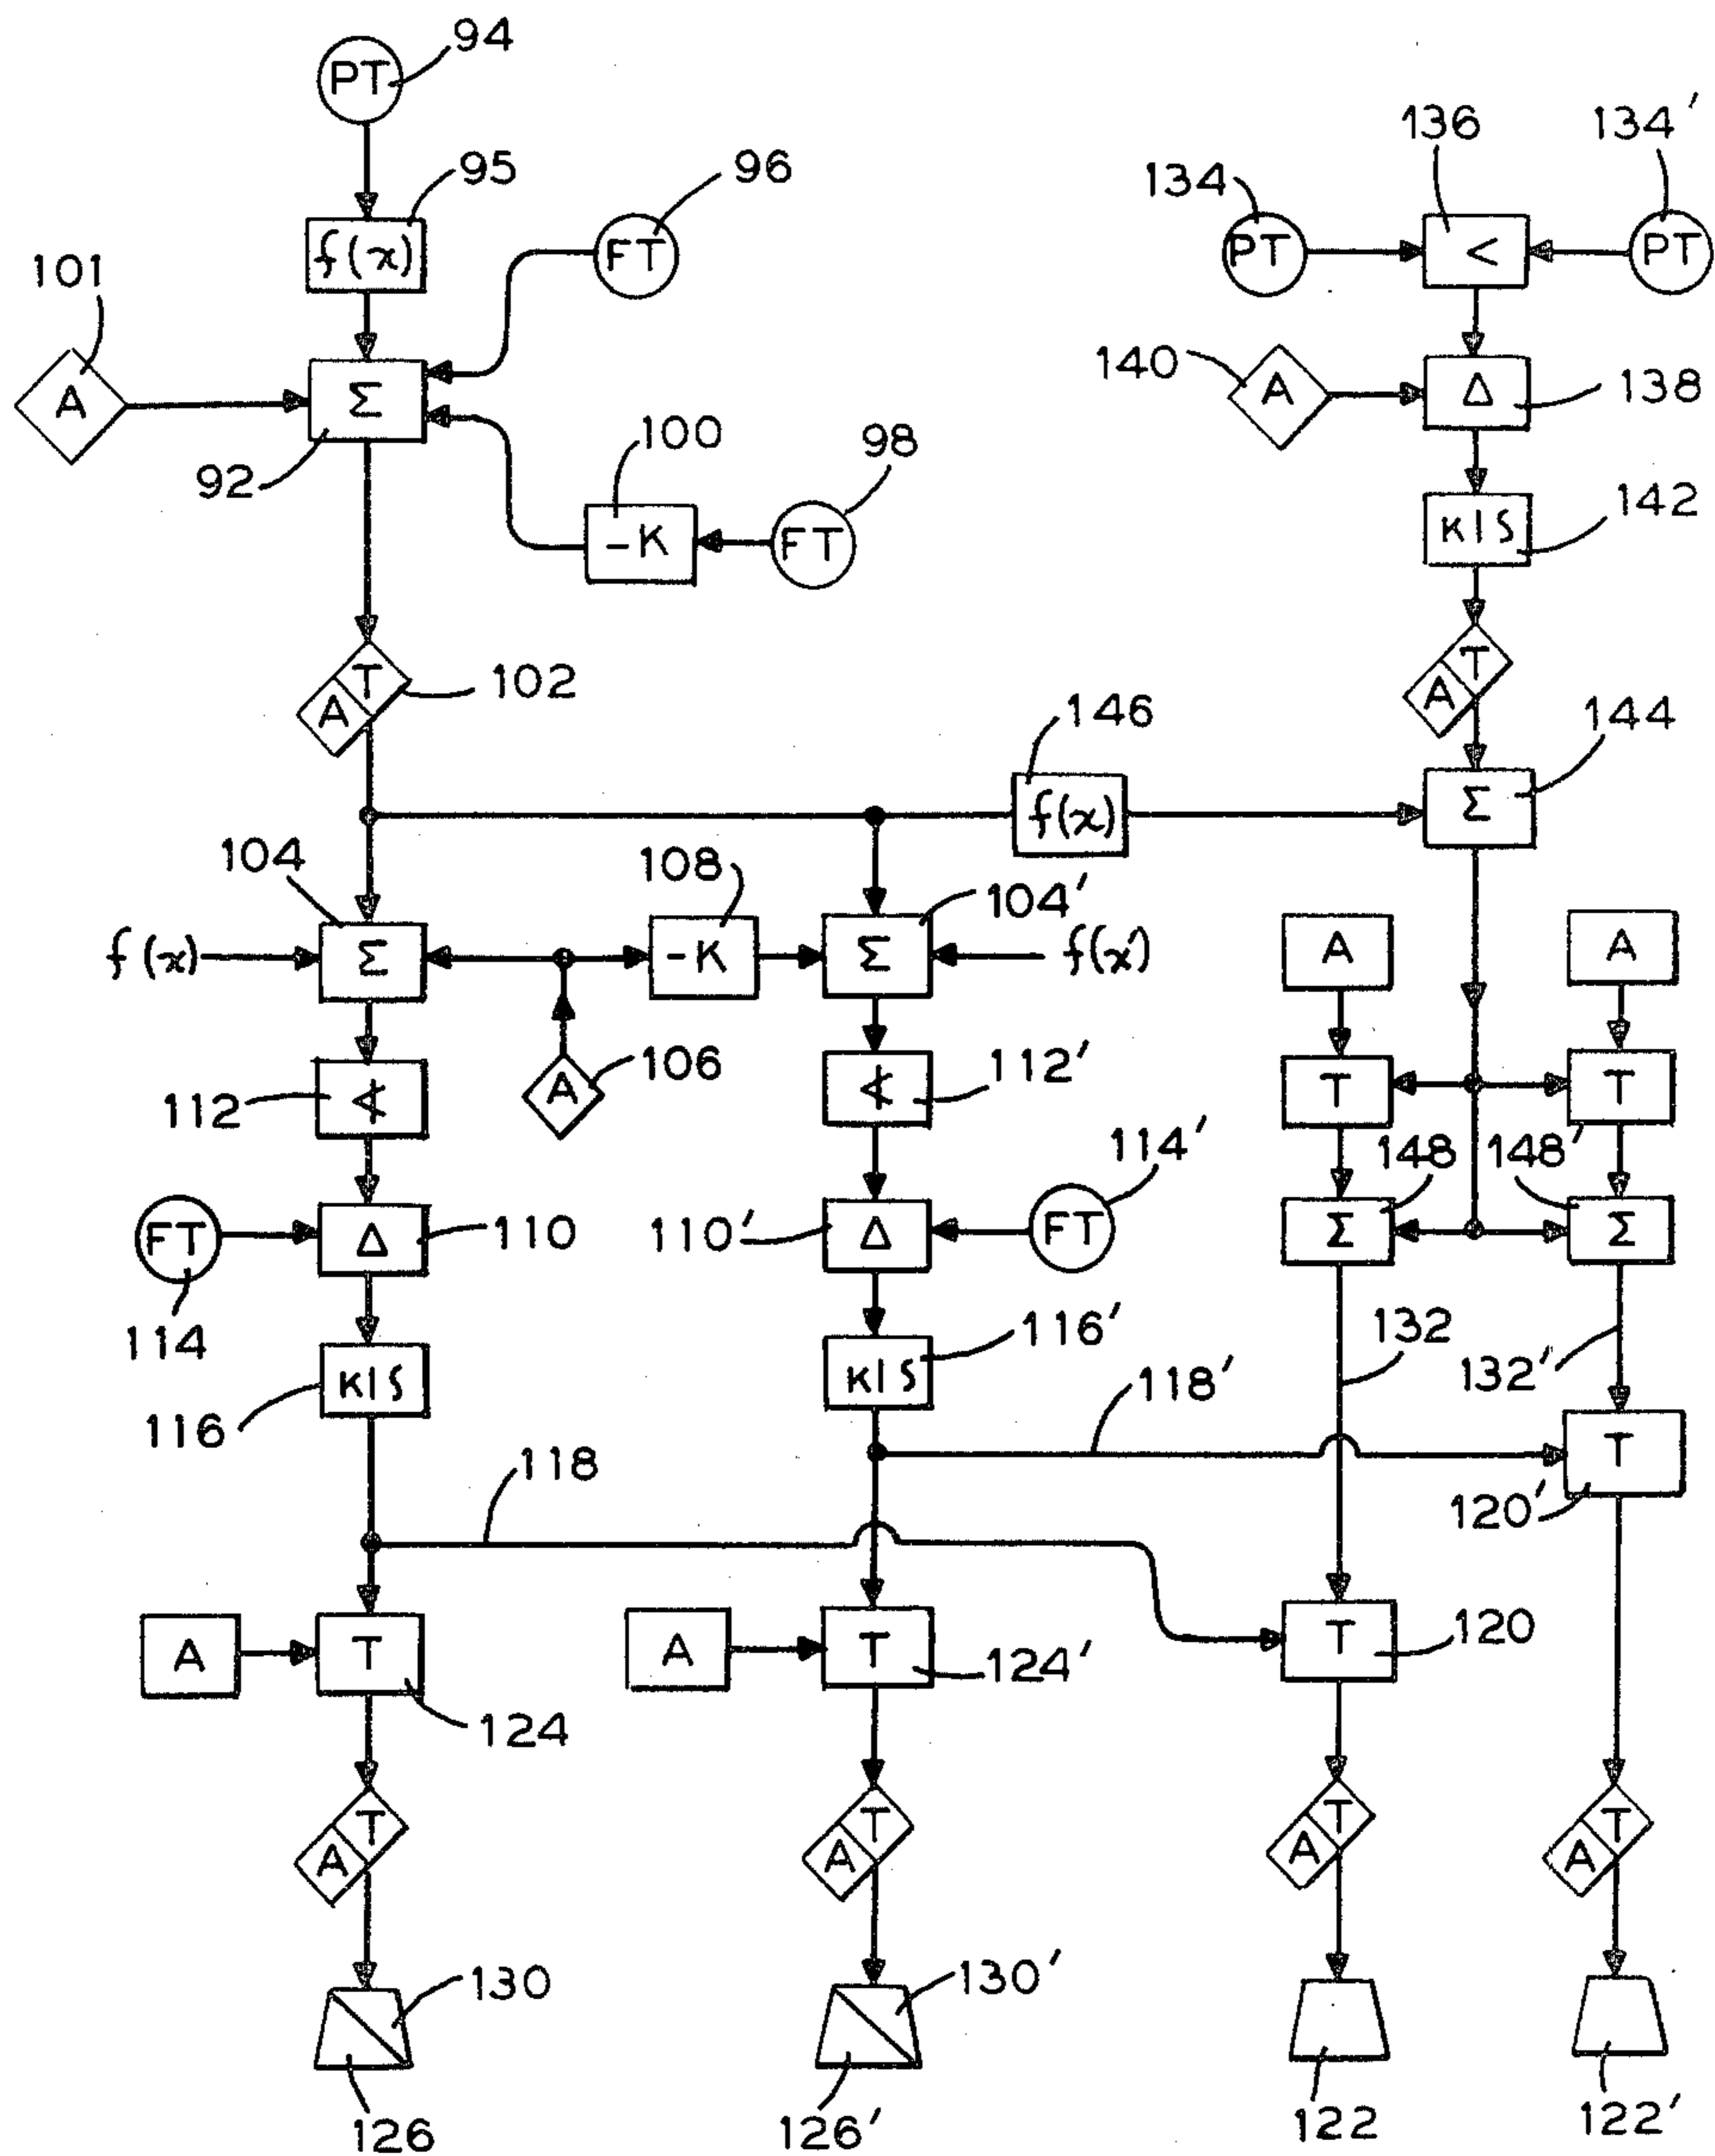 94
PT
136
134'
95
96
134
PT
<
PT
f(x)
FT
101
A
Σ
140
A
Δ
138
92
100
98
-K
FT
K|S
142
T
A
102
T
A
146
144
f(x)
Σ
104
108
104'
f(x)
Σ
-K
Σ
f(x)
A
A
112
∢
A
106
∢
112'
T
T
114'
148
148'
FT
Δ
110
110'
Δ
FT
Σ
Σ
114
K|S
116
K|S
116'
132
132'
118'
T
118
120'
A
T
A
T
T
120
124
124'
T
A
T
A
T
A
T
A
130
130'
126
126'
122
122'